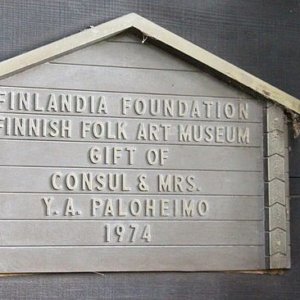 FINLANDIA FOUNDATION
FINNISH FOLK ART MUSEUM
GIFT OF
CONSUL & MRS.
Y. A. PALOHEIMO
1974